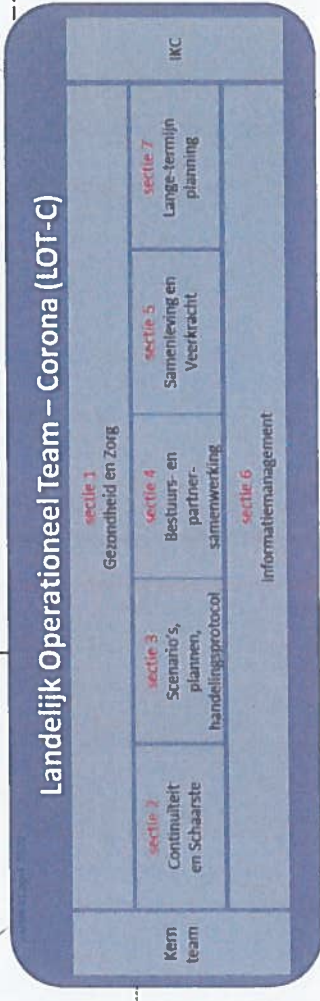 Landelijk Operationeel Team – Corona (LOT-C)
Kern
team
sectie 1
Gezondheid en Zorg
sectie 2
Continuïteit
en Schaarste
sectie 3
Scenario's,
plannen,
handelingsprotocol
sectie 4
Bestuurs- en
partner-
samenwerking
sectie 5
Samenleving en
Veerkracht
sectie 7
Lange-termijn
planning
sectie 6
Informatiemanagement
IKC